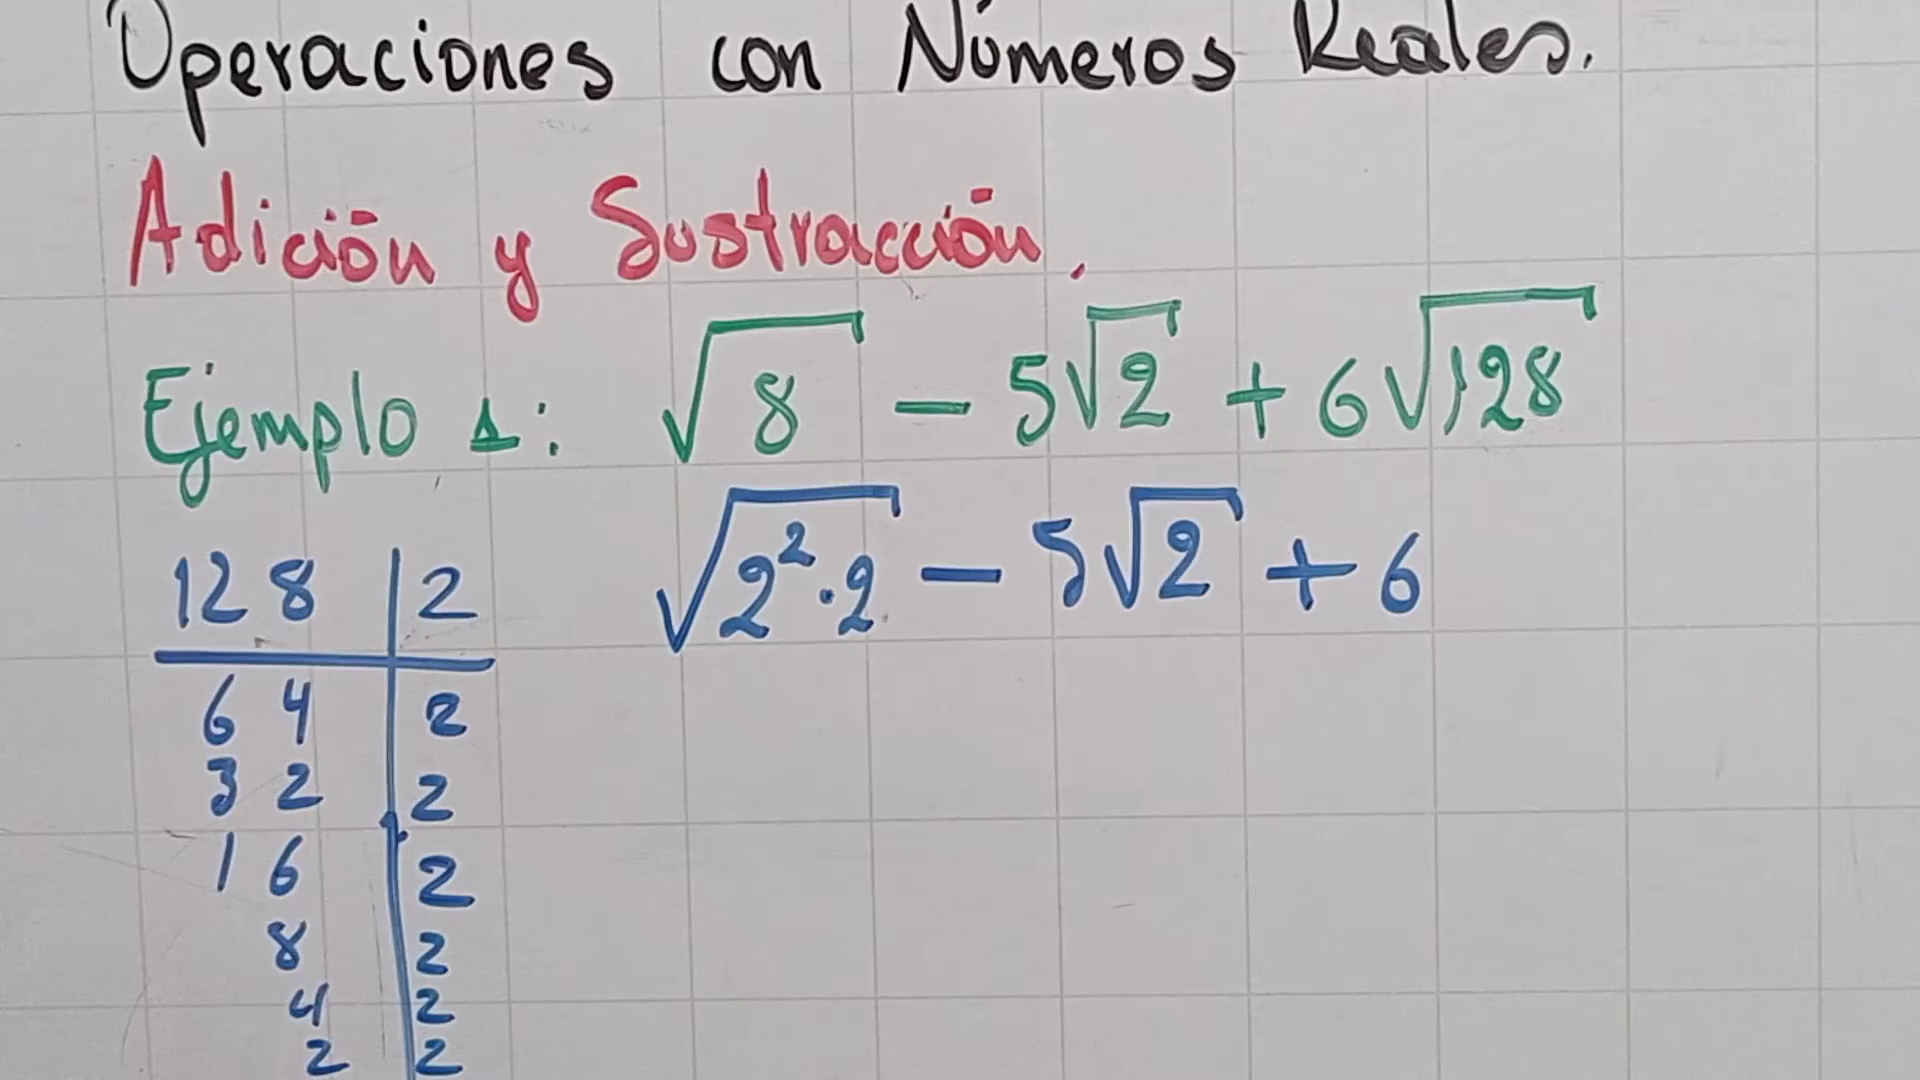 Operaciones con Números Reales.
Adición y Sustracción.
Ejemplo 1: √8 - 5√2 + 6√128
√2²·2 - 5√2 + 6
128 | 2
64 | 2
32 | 2
16 | 2
8 | 2
4 | 2
2 | 2